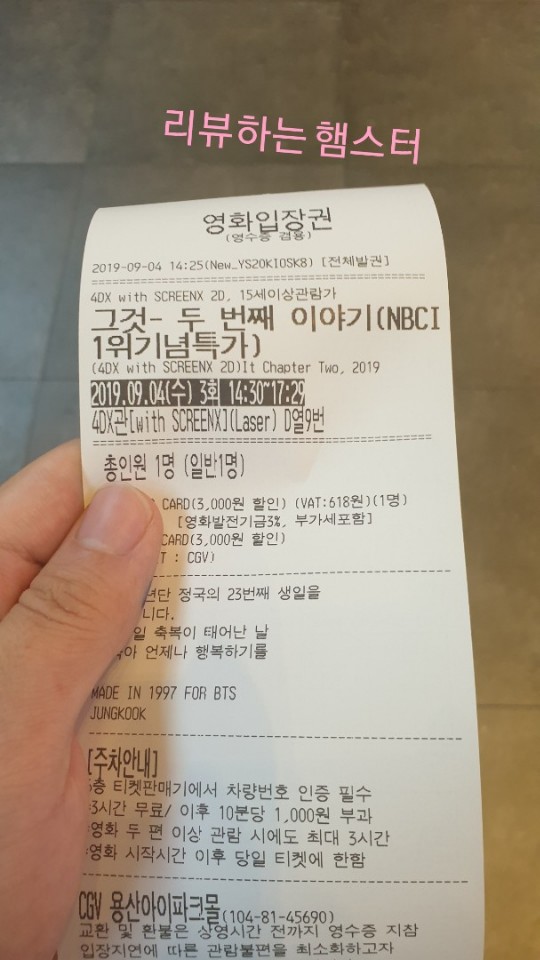 리뷰하는 햄스터
영화입장권
(영수증 겸용)
2019-09-04 14:25(New_YS20KIOSK8) [전체발권]
4DX with SCREENX 2D, 15세이상관람가
그것- 두 번째 이야기(NBCI
1위기념특가)
(4DX with SCREENX 2D)It Chapter Two, 2019
2019.09.04(수) 3회 14:30~17:29
4DX관[with SCREENX](Laser) D열9번
총인원 1명 (일반1명)
CARD(3,000원 할인) (VAT:618원)(1명)
[영화발전기금3%, 부가세포함]
CARD(3,000원 할인)
: CGV)
년단 정국의 23번째 생일을
니다.
일 축복이 태어난 날
언제나 행복하기를
MADE IN 1997 FOR BTS
JUNGKOOK
[주차안내]
6층 티켓판매기에서 차량번호 인증 필수
*3시간 무료/ 이후 10분당 1,000원 부과
*영화 두 편 이상 관람 시에도 최대 3시간
*영화 시작시간 이후 당일 티켓에 한함
CGV 용산아이파크몰(104-81-45690)
교환 및 환불은 상영시간 전까지 영수증 지참
입장지연에 따른 관람불편을 최소화하고자